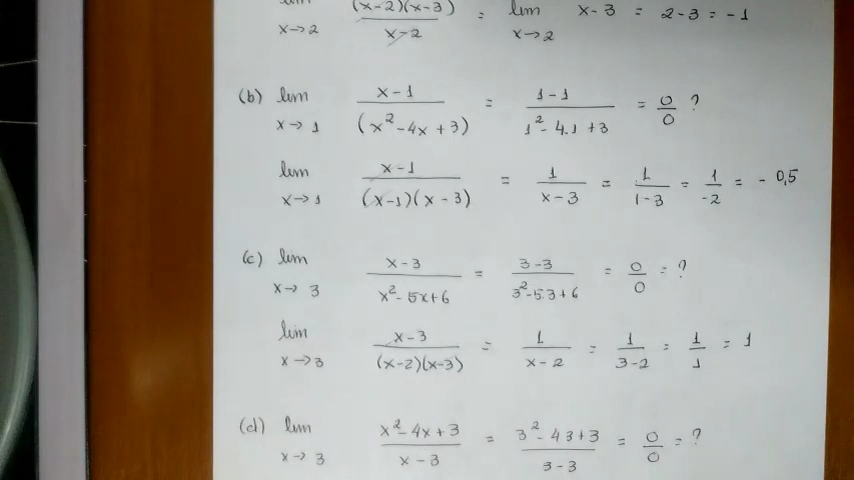 lim x→2 (x-2)(x-3) / x-2 = lim x→2 x-3 = 2-3 = -1
(b) lim x→1 x-1 / (x²-4x+3) = 1-1 / 1²-4.1+3 = 0/0 ?
lim x→1 x-1 / (x-1)(x-3) = 1 / x-3 = 1 / 1-3 = 1 / -2 = -0,5
(c) lim x→3 x-3 / x²-5x+6 = 3-3 / 3²-5.3+6 = 0/0 = ?
lim x→3 x-3 / (x-2)(x-3) = 1 / x-2 = 1 / 3-2 = 1/1 = 1
(d) lim x→3 x²-4x+3 / x-3 = 3²-43+3 / 3-3 = 0/0 = ?